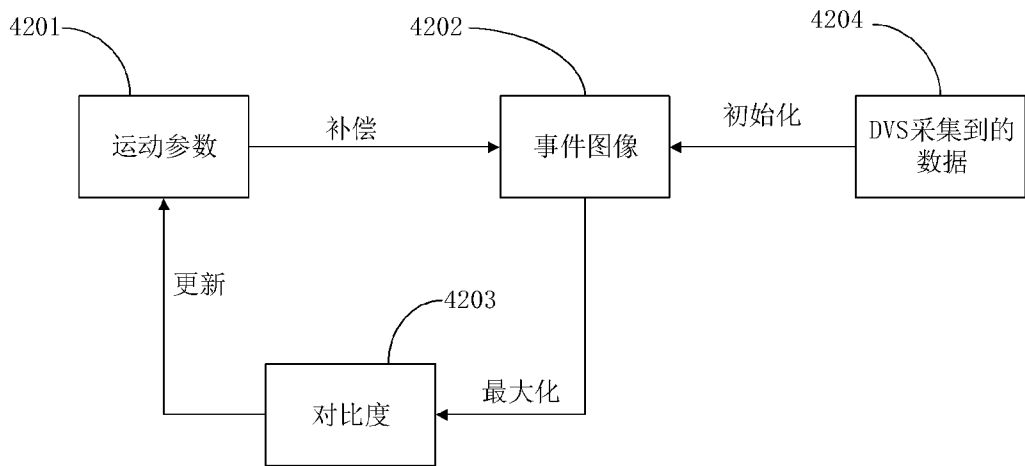 4201
4202
4204
运动参数
补偿
事件图像
初始化
DVS采集到的
数据
更新
4203
对比度
最大化